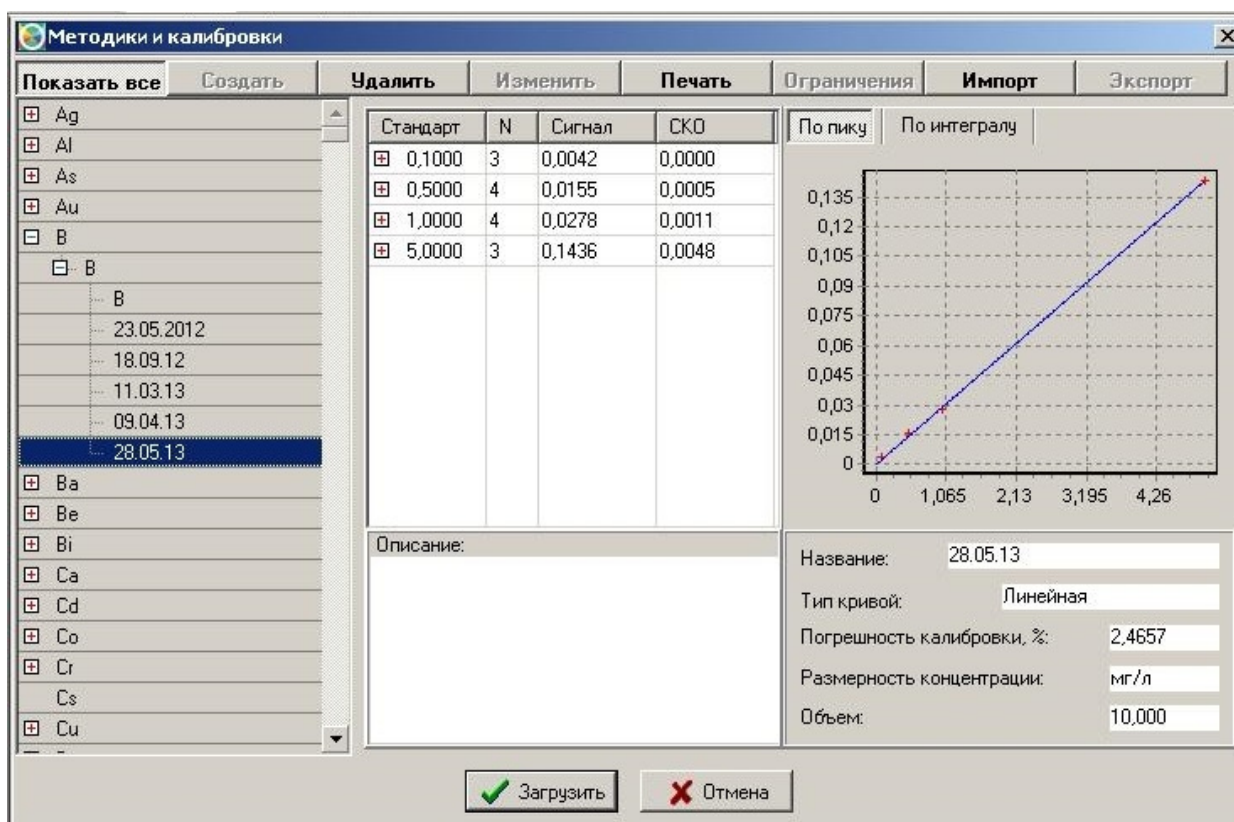 Методики и калибровки
Показать все Создать Удалить Изменить Печать Ограничения Импорт Экспорт
Ag
Al
As
Au
B
B
B
23.05.2012
18.09.12
11.03.13
09.04.13
28.05.13
Ba
Be
Bi
Ca
Cd
Co
Cr
Cs
Cu
Стандарт N Сигнал СКО
0,1000 3 0,0042 0,0000
0,5000 4 0,0155 0,0005
1,0000 4 0,0278 0,0011
5,0000 3 0,1436 0,0048
Описание:
По пику По интегралу
0,135
0,12
0,105
0,09
0,075
0,06
0,045
0,03
0,015
0
0 1,065 2,13 3,195 4,26
Название: 28.05.13
Тип кривой: Линейная
Погрешность калибровки, %: 2,4657
Размерность концентрации: мг/л
Объем: 10,000
Загрузить Отмена